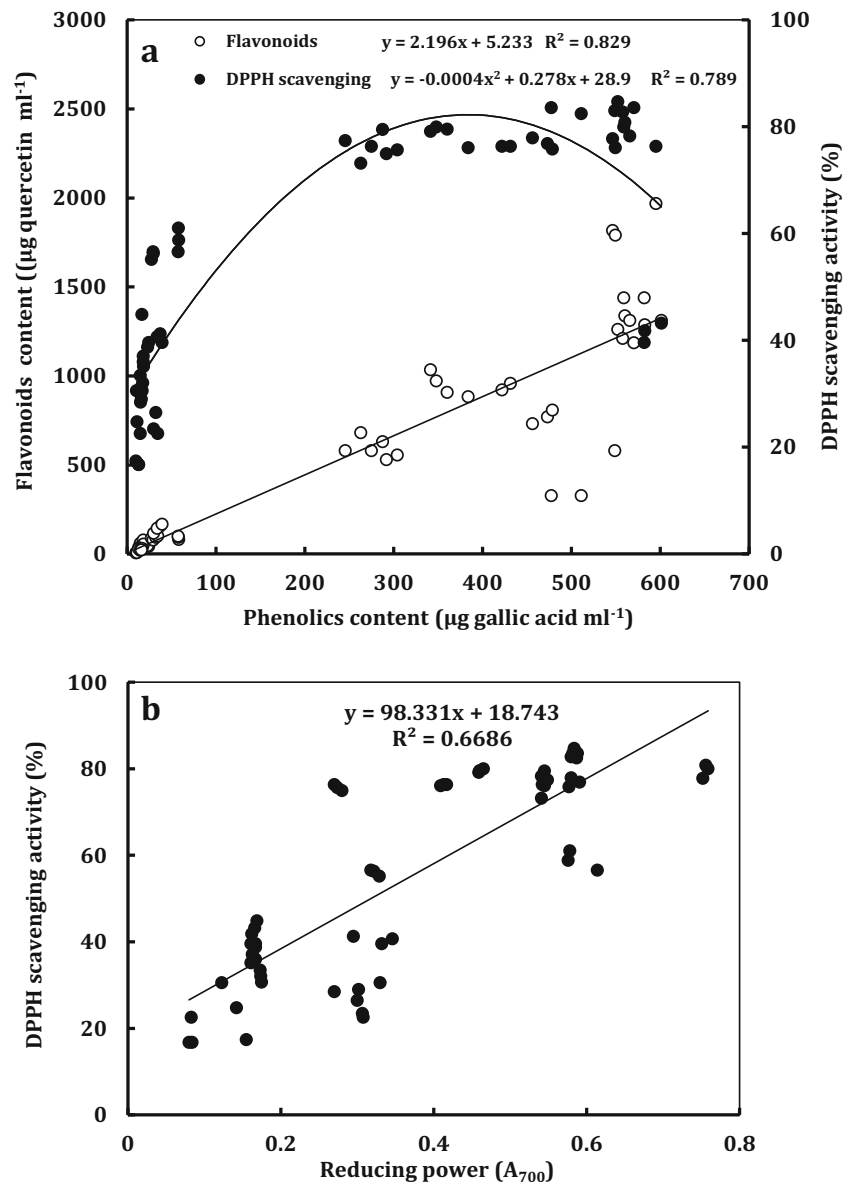 a
Flavonoids y = 2.196x + 5.233 R² = 0.829
DPPH scavenging y = -0.0004x² + 0.278x + 28.9 R² = 0.789
3000
2500
2000
1500
1000
500
0
Flavonoids content ((µg quercetin ml⁻¹)
100
80
60
40
20
0
DPPH scavenging activity (%)
0 100 200 300 400 500 600 700
Phenolics content (µg gallic acid ml⁻¹)
b
y = 98.331x + 18.743
R² = 0.6686
100
80
60
40
20
0
DPPH scavenging activity (%)
0 0.2 0.4 0.6 0.8
Reducing power (A₇₀₀)